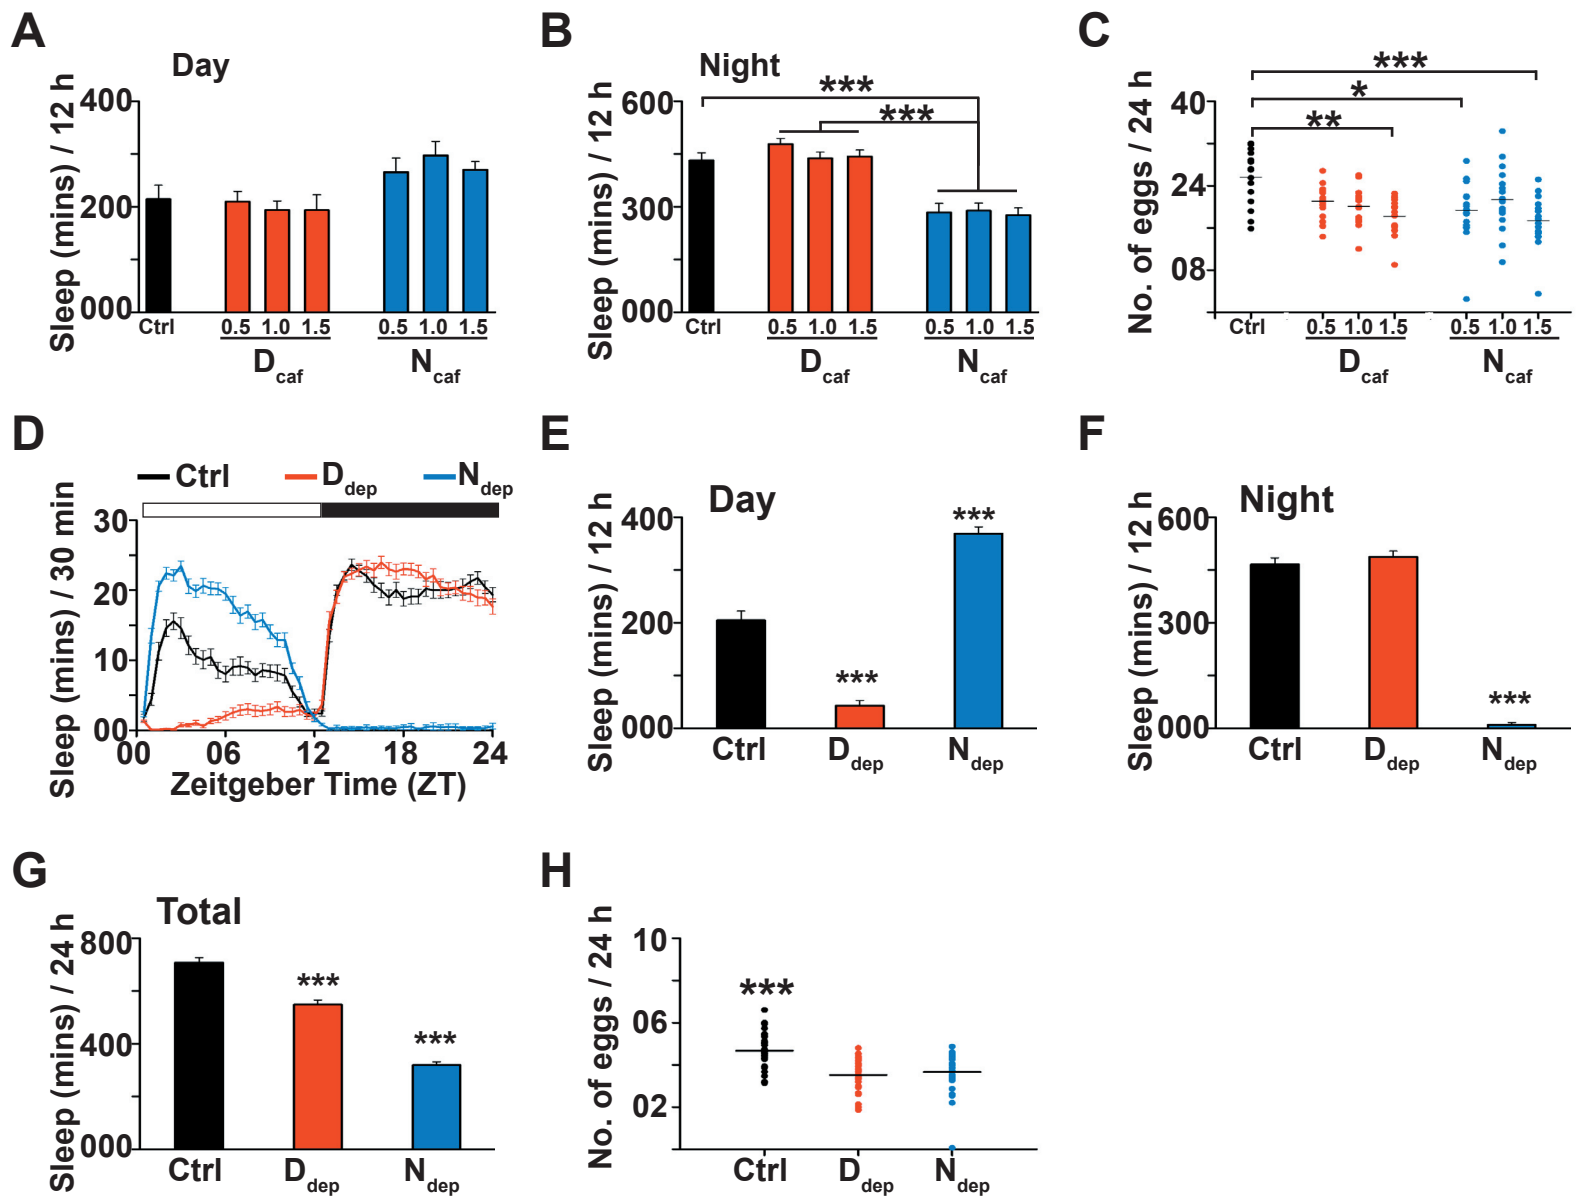 A
Day
Sleep (mins) / 12 h
400
200
000
Ctrl
0.5 1.0 1.5
0.5 1.0 1.5
Dcaf
Ncaf
B
Night
Sleep (mins) / 12 h
600
300
000
***
***
Ctrl
0.5 1.0 1.5
0.5 1.0 1.5
Dcaf
Ncaf
C
No. of eggs / 24 h
40
24
08
***
*
**
Ctrl
0.5 1.0 1.5
0.5 1.0 1.5
Dcaf
Ncaf
D
Ctrl
Ddep
Ndep
Sleep (mins) / 30 min
30
20
10
00
00 06 12 18 24
Zeitgeber Time (ZT)
E
Day
Sleep (mins) / 12 h
400
200
000
***
***
Ctrl
Ddep
Ndep
F
Night
Sleep (mins) / 12 h
600
300
000
***
Ctrl
Ddep
Ndep
G
Total
Sleep (mins) / 24 h
800
400
000
***
***
Ctrl
Ddep
Ndep
H
No. of eggs / 24 h
10
06
02
***
Ctrl
Ddep
Ndep